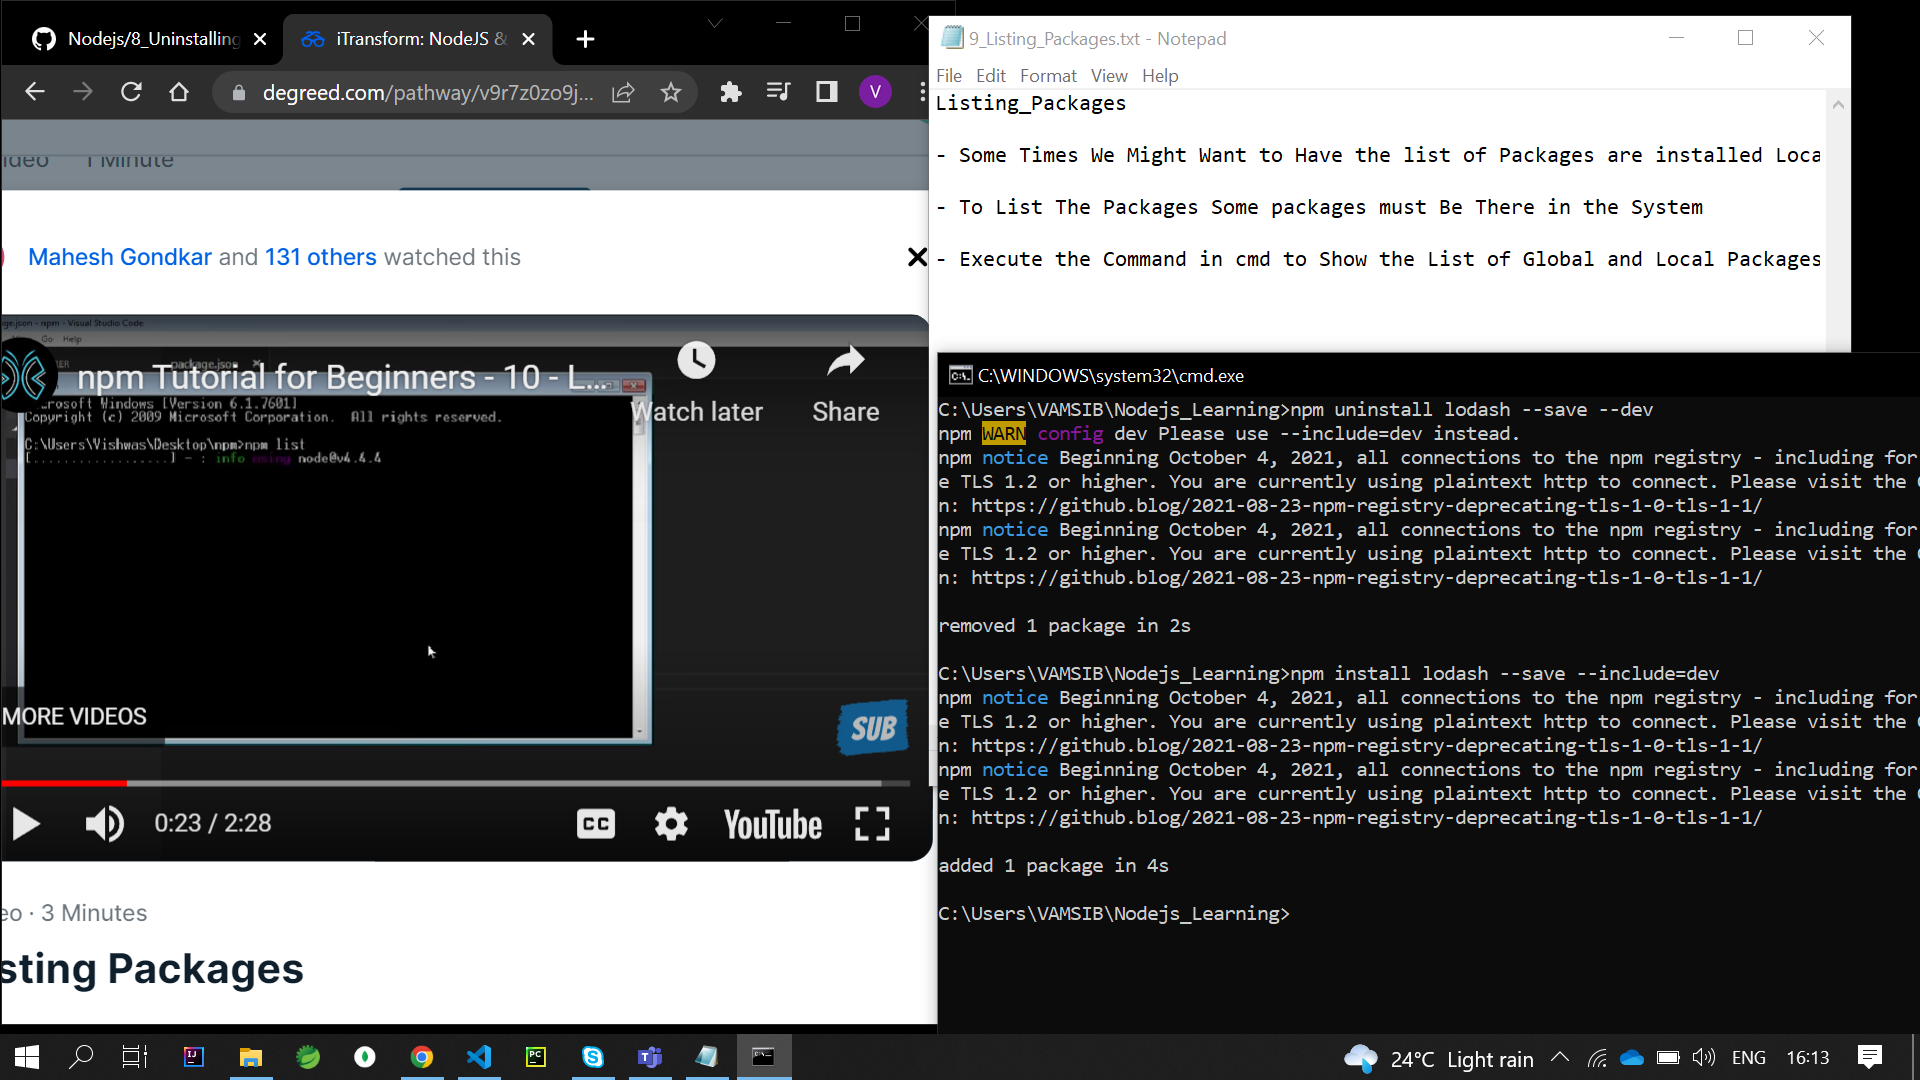 Nodejs/8_Uninstalling
iTransform: NodeJS &
degreed.com/pathway/v9r7z0zo9j...
V
ideo 1 Minute
Mahesh Gondkar and 131 others watched this
package.json
npm Tutorial for Beginners - 10 - L...
Watch later
Share
Microsoft Windows [Version 6.1.7601]
Copyright (c) 2009 Microsoft Corporation. All rights reserved.
C:\Users\Vishwas\Desktop\npm>npm list
[..................] - : info using node@v4.4.4
MORE VIDEOS
SUB
0:23 / 2:28
CC
YouTube
eo · 3 Minutes
sting Packages
9_Listing_Packages.txt - Notepad
File Edit Format View Help
Listing_Packages
- Some Times We Might Want to Have the list of Packages are installed Loca
- To List The Packages Some packages must Be There in the System
- Execute the Command in cmd to Show the List of Global and Local Packages
C:\WINDOWS\system32\cmd.exe
C:\Users\VAMSIB\Nodejs_Learning>npm uninstall lodash --save --dev
npm WARN config dev Please use --include=dev instead.
npm notice Beginning October 4, 2021, all connections to the npm registry - including for
e TLS 1.2 or higher. You are currently using plaintext http to connect. Please visit the
n: https://github.blog/2021-08-23-npm-registry-deprecating-tls-1-0-tls-1-1/
npm notice Beginning October 4, 2021, all connections to the npm registry - including for
e TLS 1.2 or higher. You are currently using plaintext http to connect. Please visit the
n: https://github.blog/2021-08-23-npm-registry-deprecating-tls-1-0-tls-1-1/
removed 1 package in 2s
C:\Users\VAMSIB\Nodejs_Learning>npm install lodash --save --include=dev
npm notice Beginning October 4, 2021, all connections to the npm registry - including for
e TLS 1.2 or higher. You are currently using plaintext http to connect. Please visit the
n: https://github.blog/2021-08-23-npm-registry-deprecating-tls-1-0-tls-1-1/
npm notice Beginning October 4, 2021, all connections to the npm registry - including for
e TLS 1.2 or higher. You are currently using plaintext http to connect. Please visit the
n: https://github.blog/2021-08-23-npm-registry-deprecating-tls-1-0-tls-1-1/
added 1 package in 4s
C:\Users\VAMSIB\Nodejs_Learning>
24°C Light rain
ENG
16:13